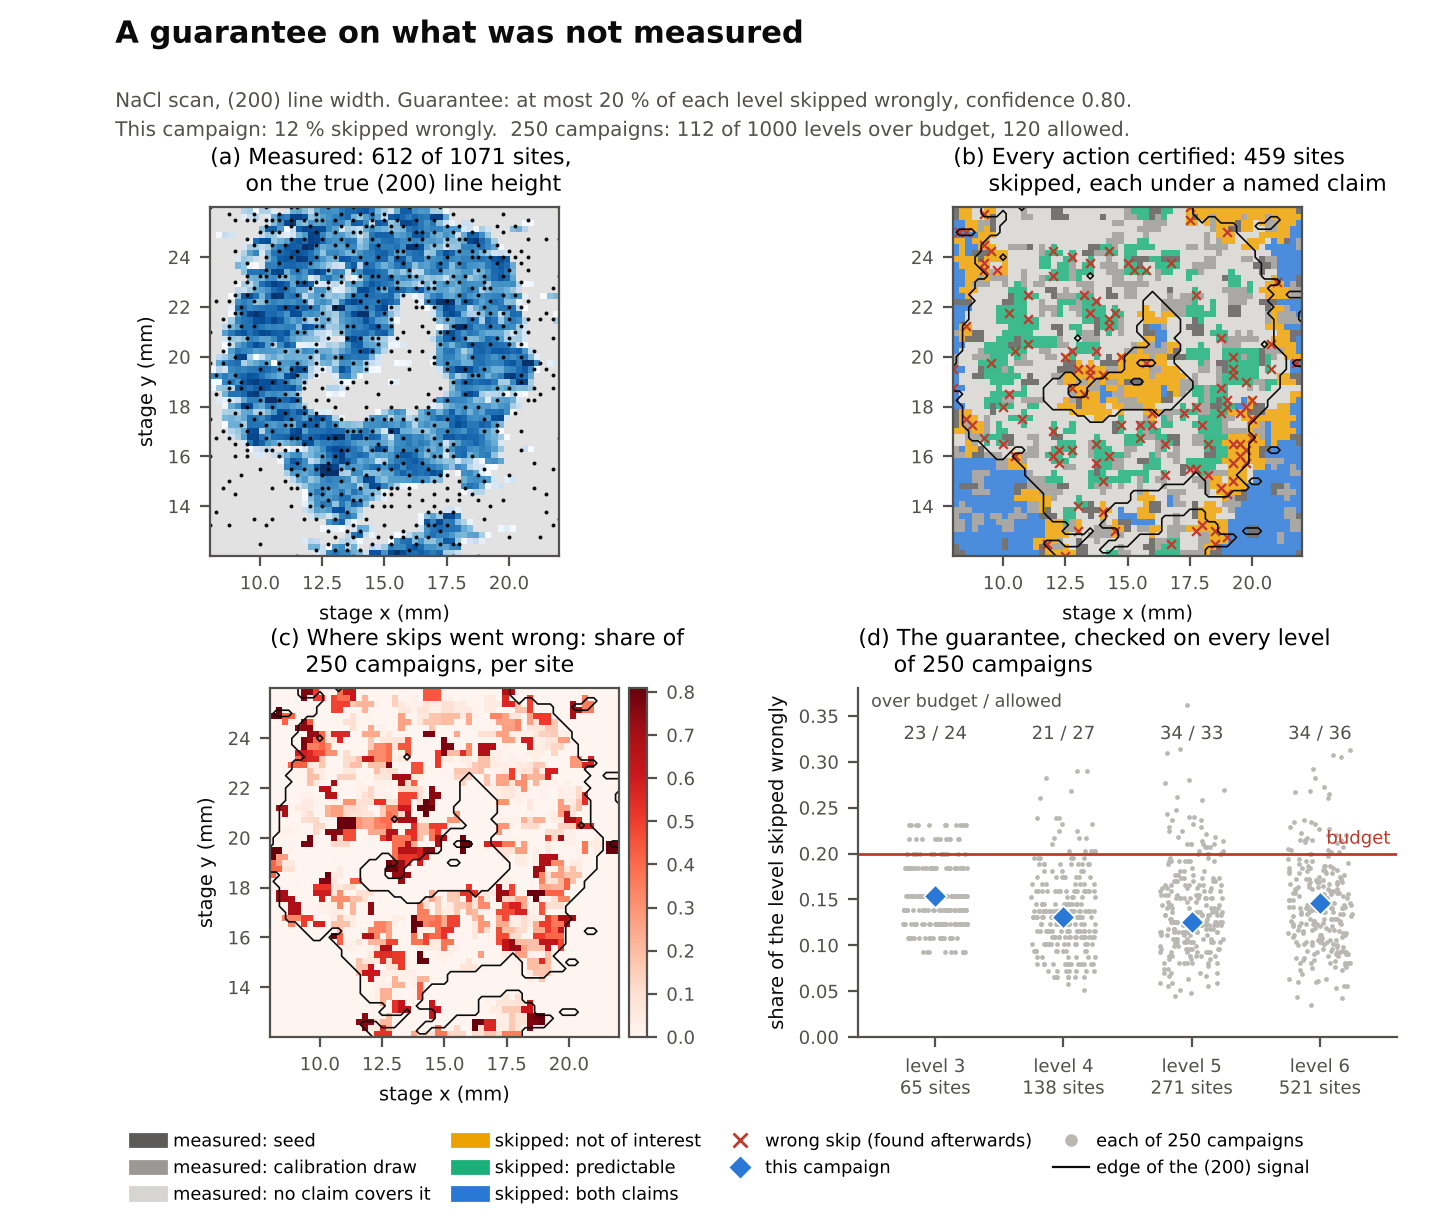 A guarantee on what was not measured
NaCl scan, (200) line width. Guarantee: at most 20 % of each level skipped wrongly, confidence 0.80.
This campaign: 12 % skipped wrongly.  250 campaigns: 112 of 1000 levels over budget, 120 allowed.
(a) Measured: 612 of 1071 sites,
on the true (200) line height
24
22
20
18
16
14
stage y (mm)
10.0 12.5 15.0 17.5 20.0
stage x (mm)
(b) Every action certified: 459 sites
skipped, each under a named claim
24
22
20
18
16
14
10.0 12.5 15.0 17.5 20.0
stage x (mm)
(c) Where skips went wrong: share of
250 campaigns, per site
24
22
20
18
16
14
stage y (mm)
10.0 12.5 15.0 17.5 20.0
stage x (mm)
0.8
0.7
0.6
0.5
0.4
0.3
0.2
0.1
0.0
(d) The guarantee, checked on every level
of 250 campaigns
share of the level skipped wrongly
0.35
0.30
0.25
0.20
0.15
0.10
0.05
0.00
over budget / allowed
23 / 24 21 / 27 34 / 33 34 / 36
budget
level 3 level 4 level 5 level 6
65 sites 138 sites 271 sites 521 sites
measured: seed
measured: calibration draw
measured: no claim covers it
skipped: not of interest
skipped: predictable
skipped: both claims
wrong skip (found afterwards)
this campaign
each of 250 campaigns
edge of the (200) signal